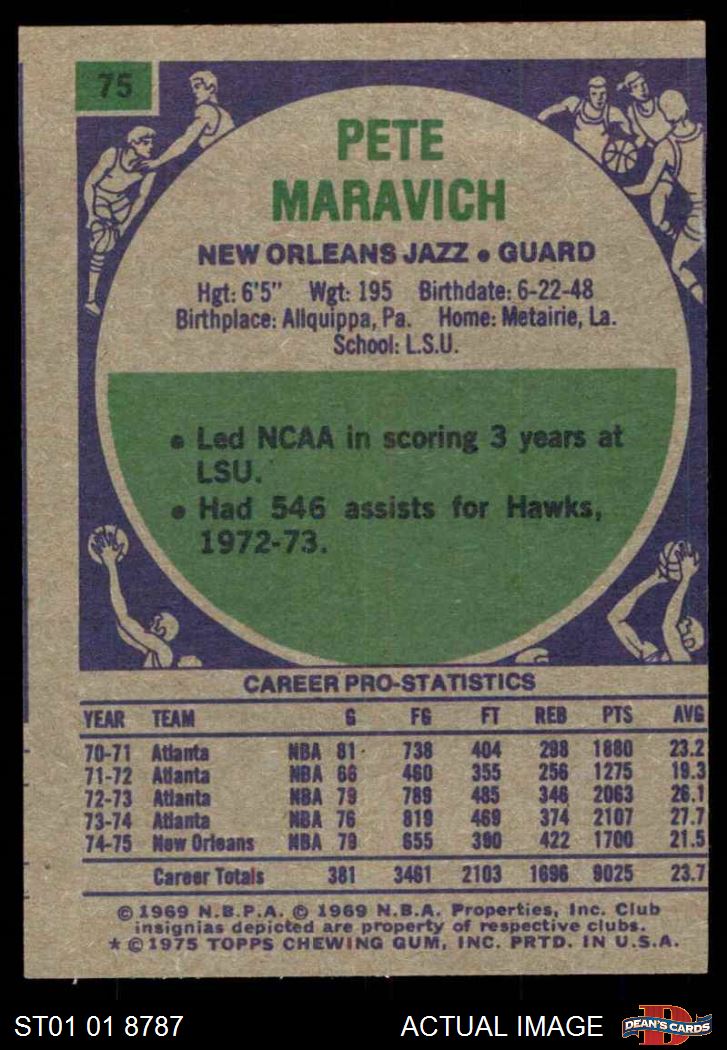 75
PETE
MARAVICH
NEW ORLEANS JAZZ • GUARD
Hgt: 6'5" Wgt: 195 Birthdate: 6-22-48
Birthplace: Aliquippa, Pa. Home: Metairie, La.
School: L.S.U.
• Led NCAA in scoring 3 years at
LSU.
• Had 546 assists for Hawks,
1972-73.
CAREER PRO-STATISTICS
YEAR TEAM G FG FT REB PTS AVG
70-71 Atlanta NBA 81 738 404 298 1880 23.2
71-72 Atlanta NBA 66 460 355 256 1275 19.3
72-73 Atlanta NBA 79 789 485 346 2063 26.1
73-74 Atlanta NBA 76 819 469 374 2107 27.7
74-75 New Orleans NBA 79 655 390 422 1700 21.5
Career Totals 381 3461 2103 1696 9025 23.7
© 1969 N.B.P.A. © 1969 N.B.A. Properties, Inc. Club
insignias depicted are property of respective clubs.
* © 1975 TOPPS CHEWING GUM, INC. PRTD. IN U.S.A.
ST01 01 8787 ACTUAL IMAGE
D
DEAN'S CARDS